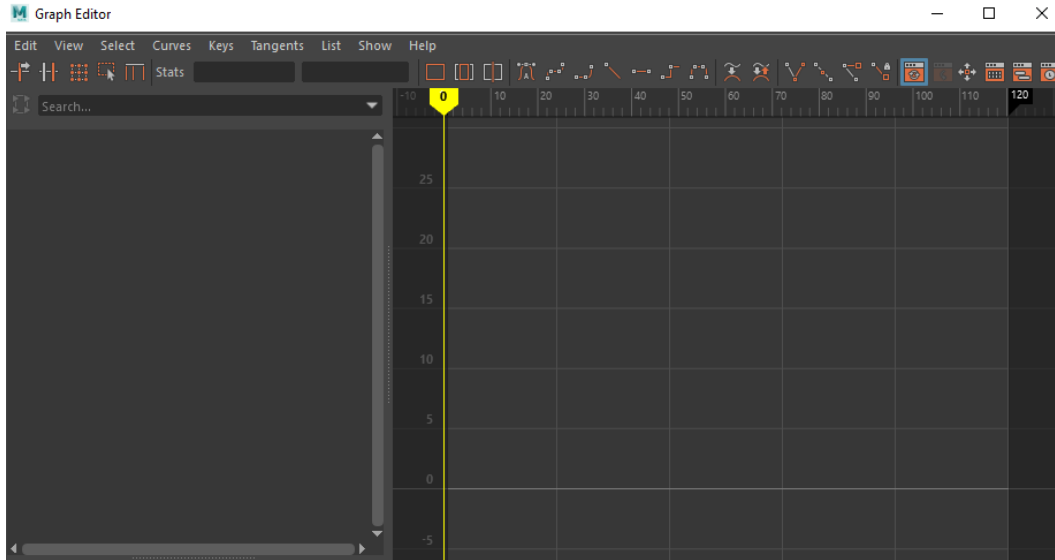 Graph Editor
Edit View Select Curves Keys Tangents List Show Help
Stats
Search...
-10 0 10 20 30 40 50 60 70 80 90 100 110 120
25
20
15
10
5
0
-5